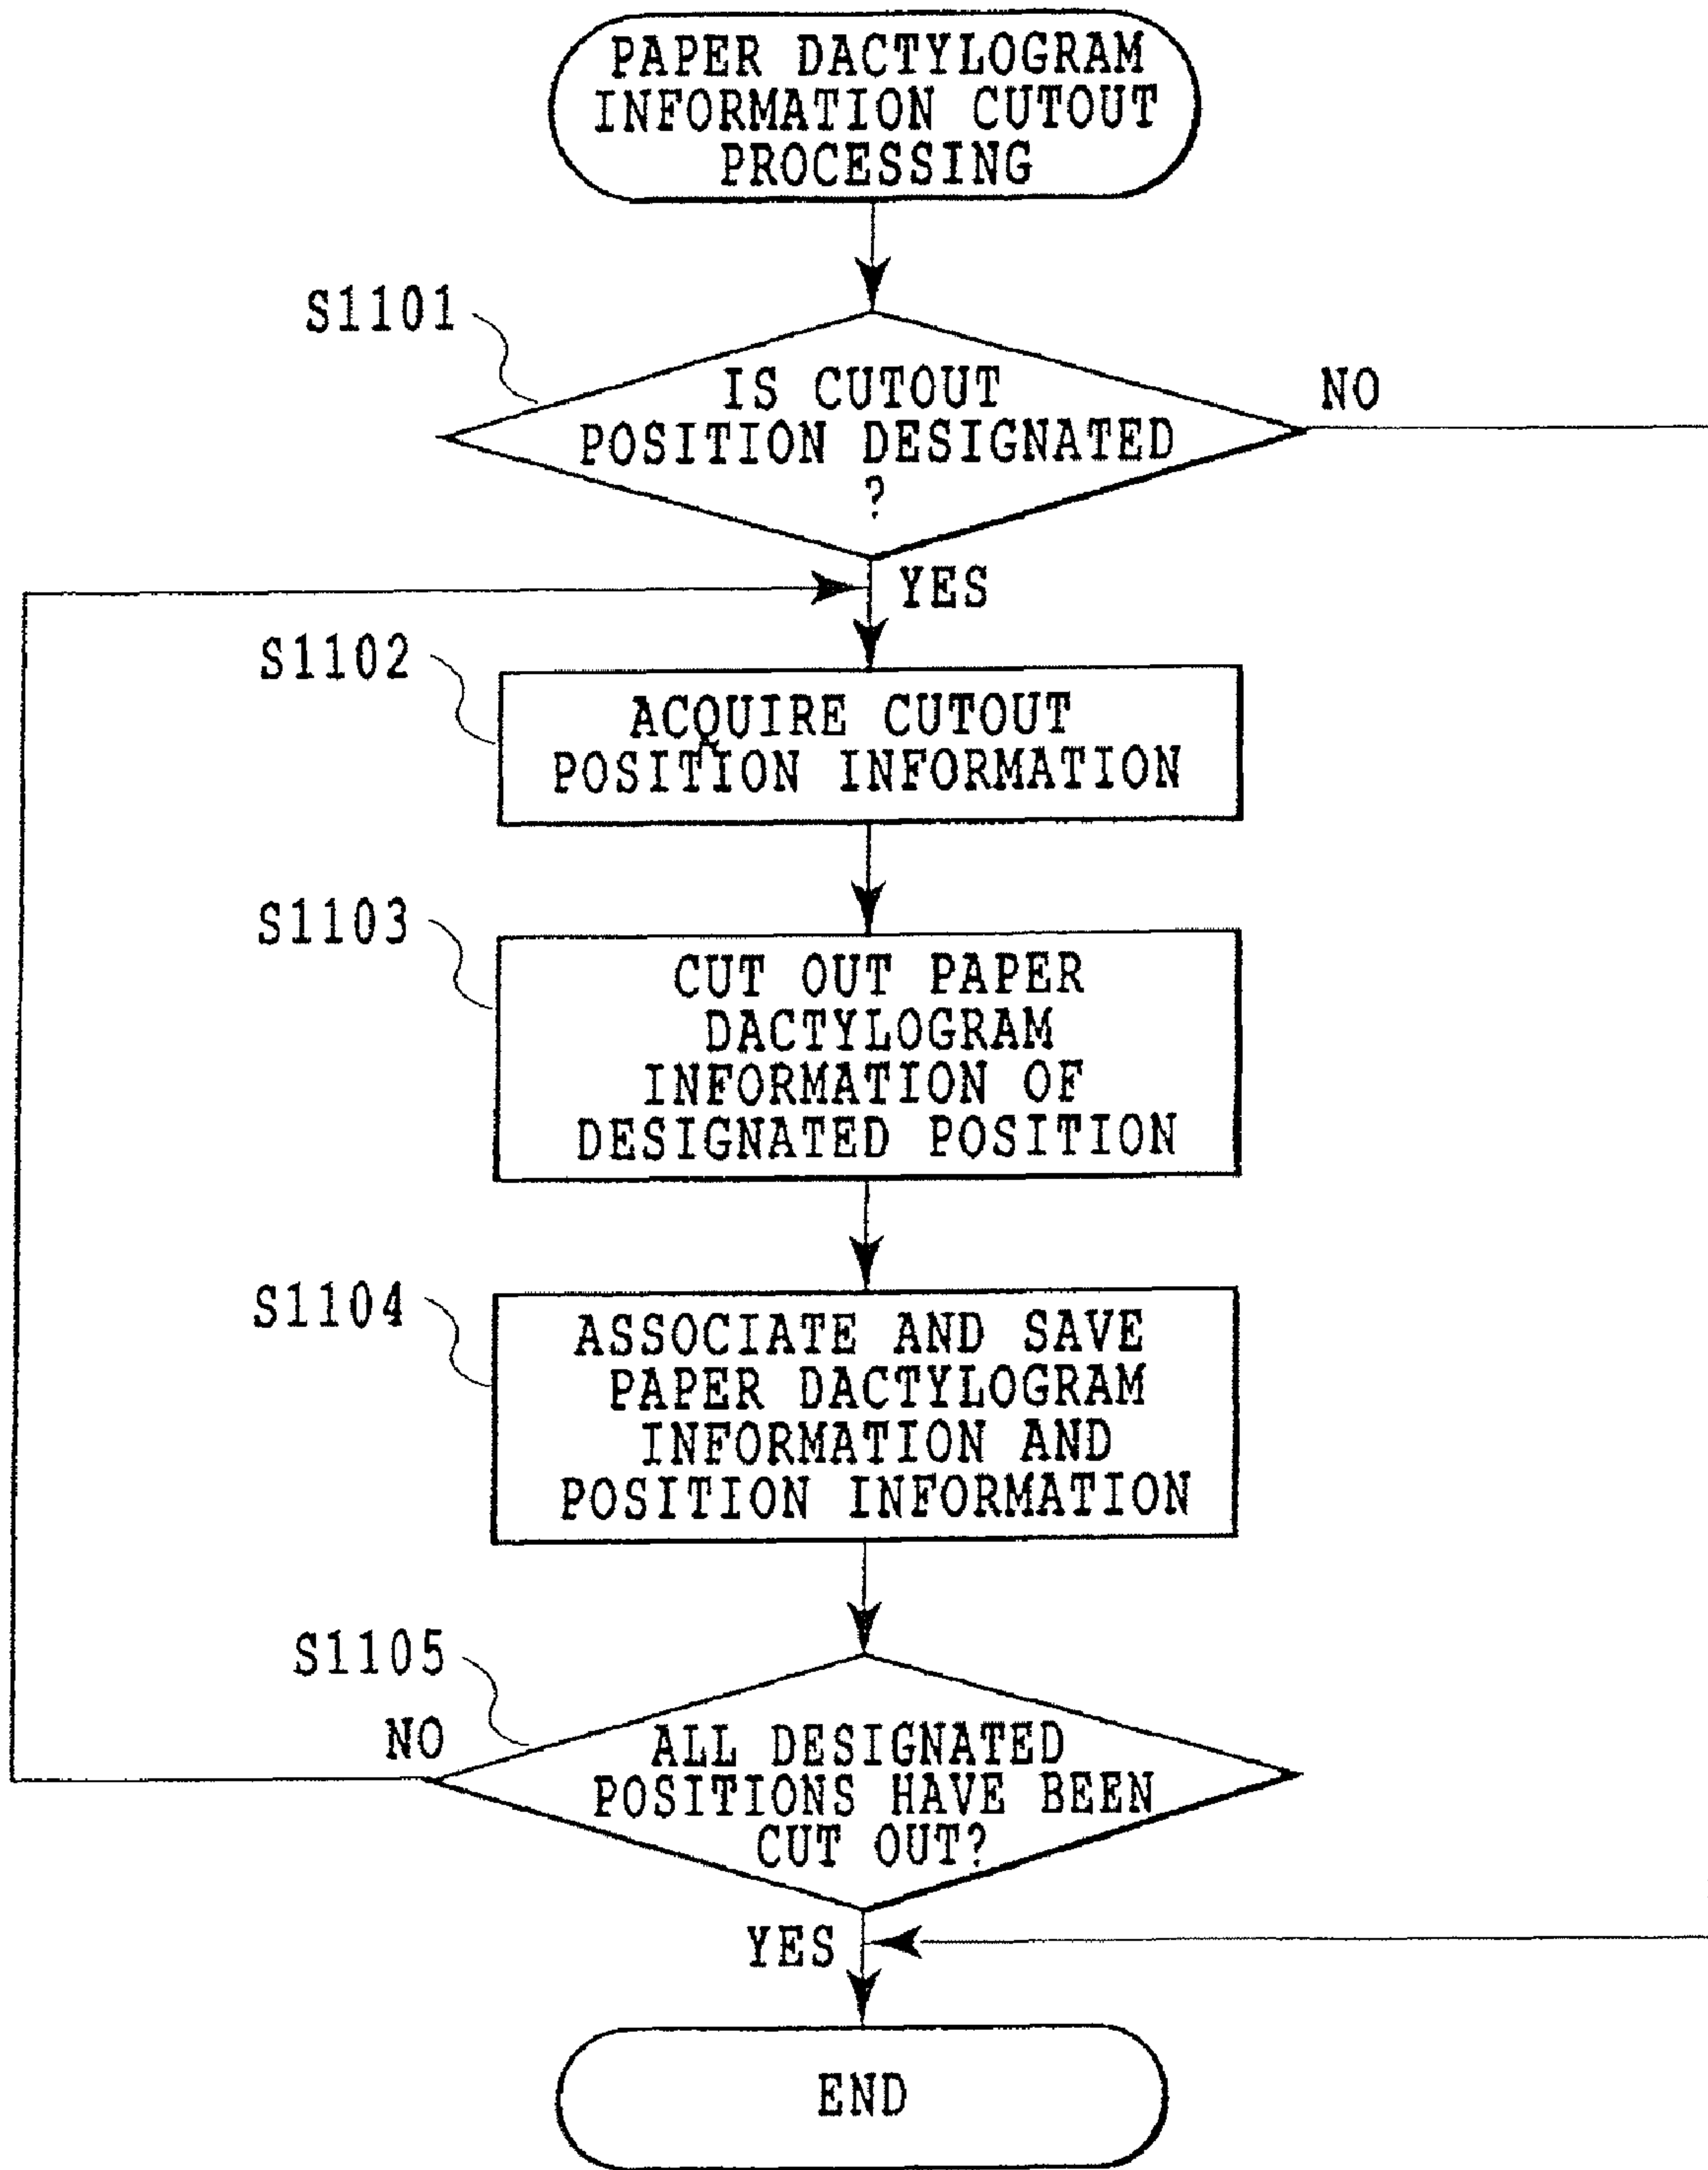 PAPER DACTYLOGRAM
INFORMATION CUTOUT
PROCESSING
S1101
IS CUTOUT
POSITION DESIGNATED
?
NO
YES
S1102
ACQUIRE CUTOUT
POSITION INFORMATION
S1103
CUT OUT PAPER
DACTYLOGRAM
INFORMATION OF
DESIGNATED POSITION
S1104
ASSOCIATE AND SAVE
PAPER DACTYLOGRAM
INFORMATION AND
POSITION INFORMATION
S1105
NO
ALL DESIGNATED
POSITIONS HAVE BEEN
CUT OUT?
YES
END